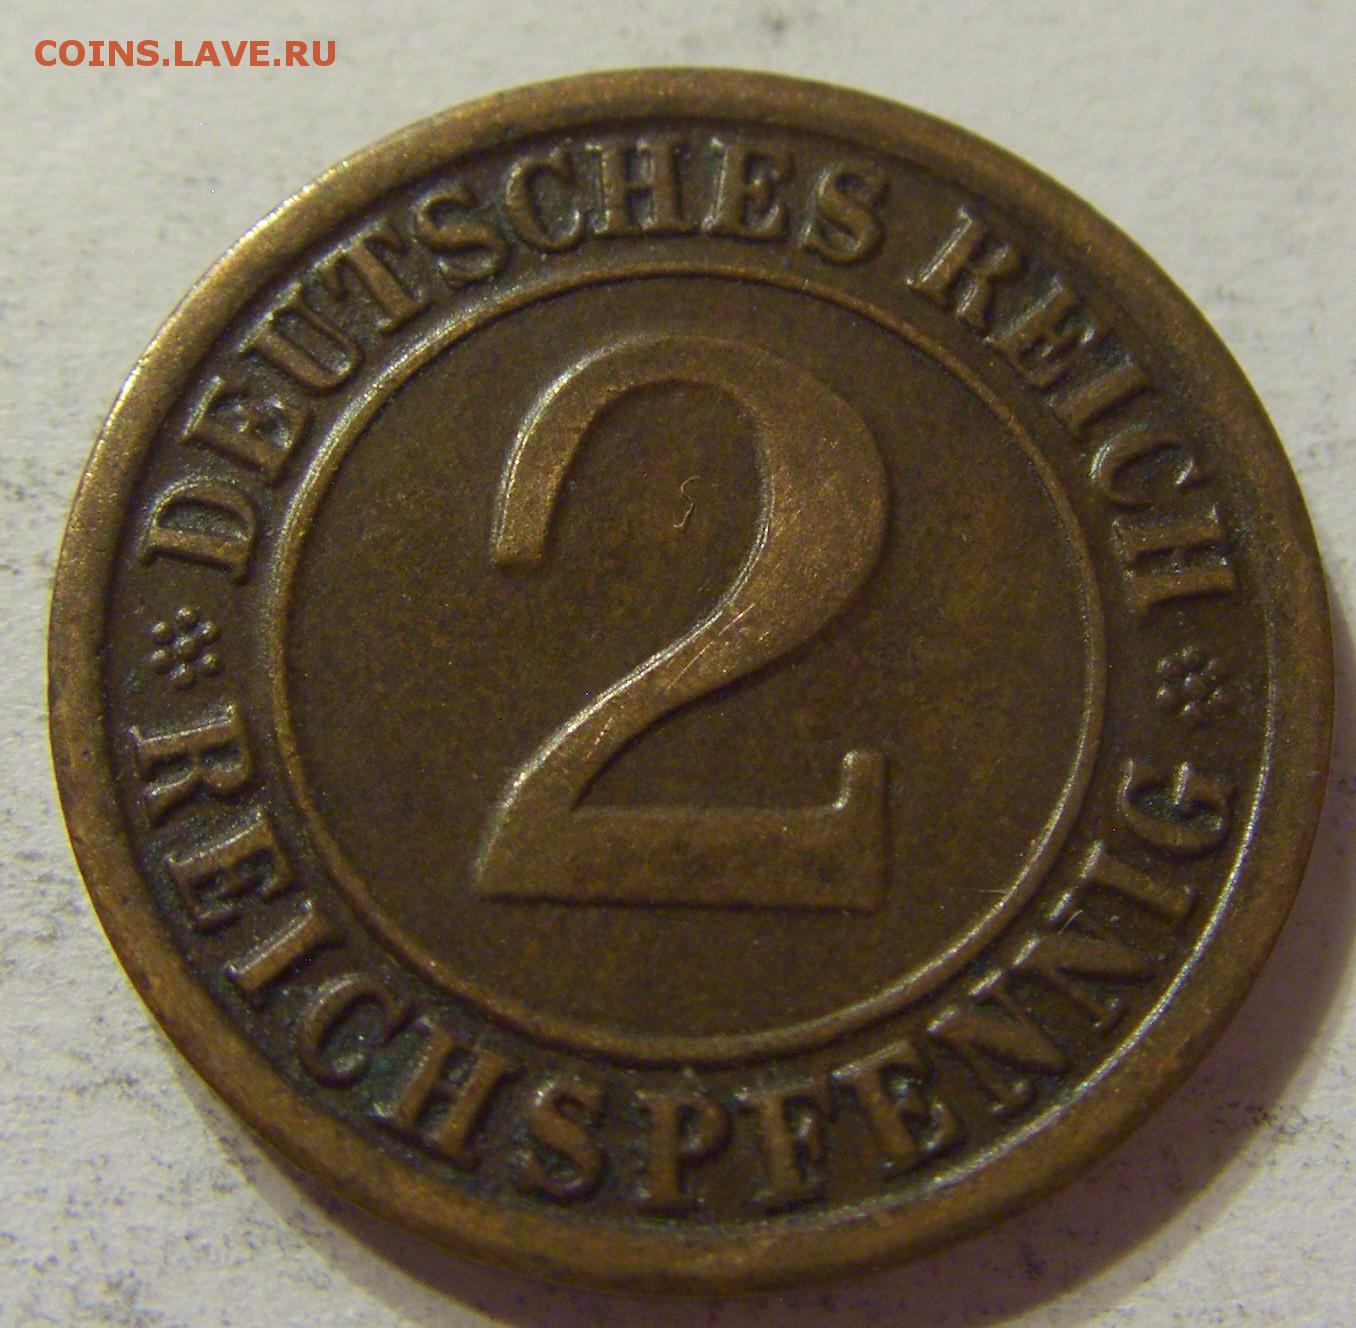 COINS.LAVE.RU
DEUTSCHES REICH
2
REICHSPFENNIG